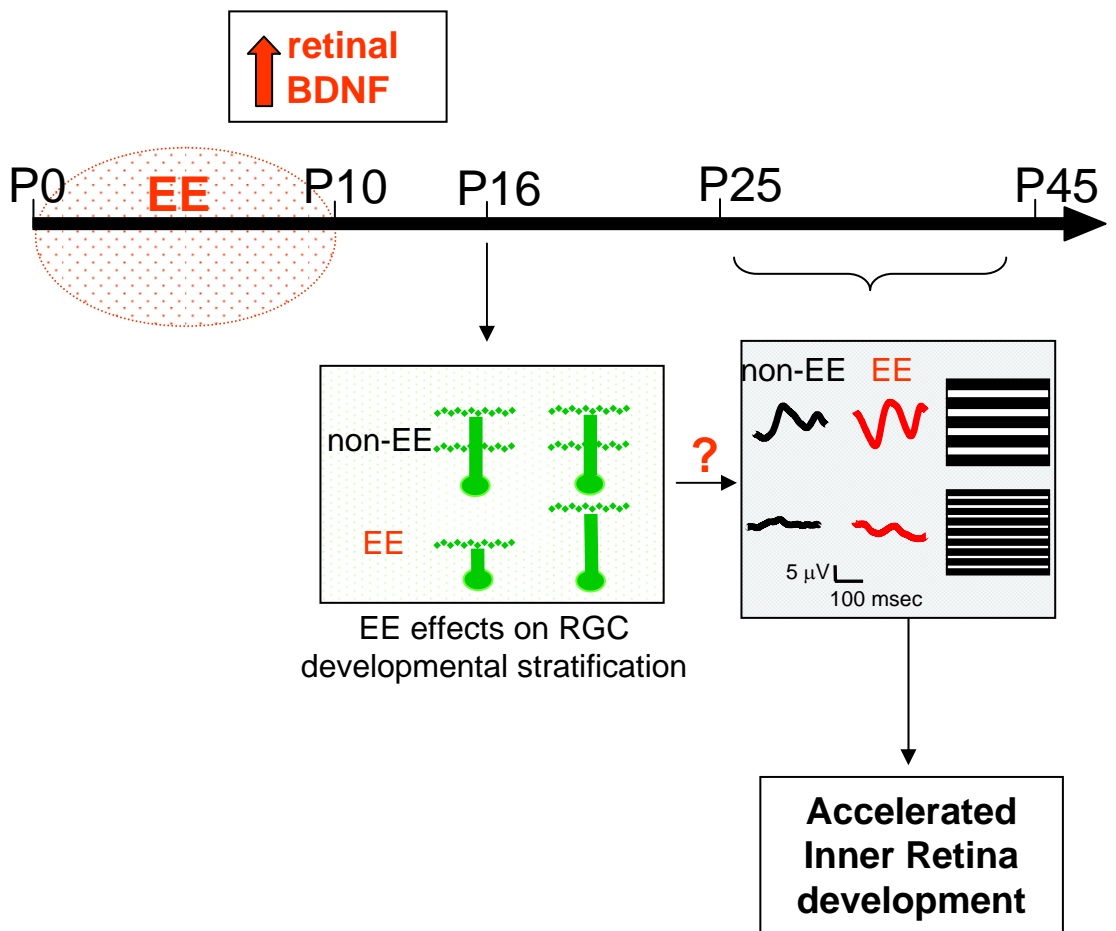 retinal
BDNF
P0
EE
P10
P16
P25
P45
non-EE
EE
?
non-EE EE
5 μV
100 msec
EE effects on RGC
developmental stratification
Accelerated
Inner Retina
development